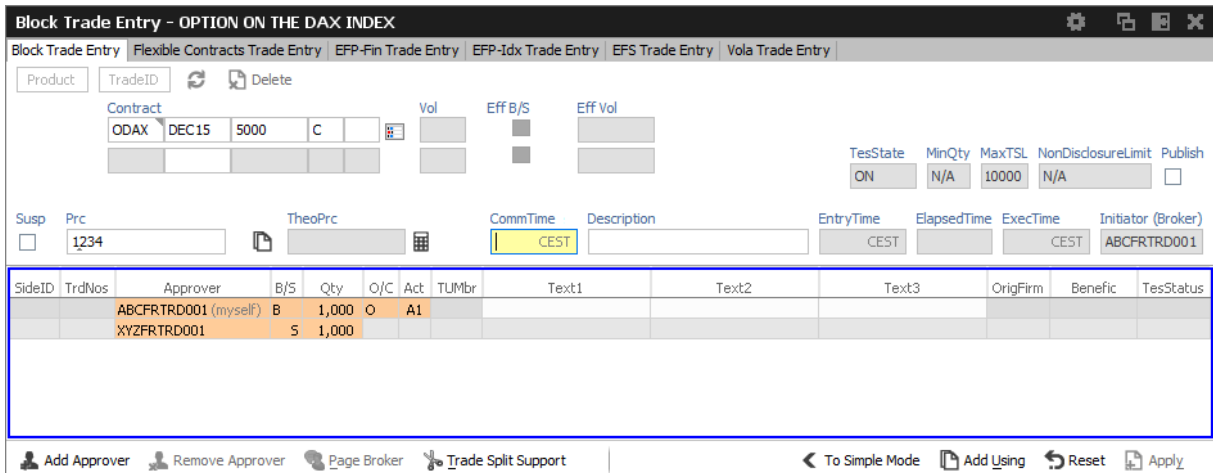 Block Trade Entry - OPTION ON THE DAX INDEX
Block Trade Entry Flexible Contracts Trade Entry EFP-Fin Trade Entry EFP-Idx Trade Entry EFS Trade Entry Vola Trade Entry
Product TradeID Delete
Contract Vol Eff B/S Eff Vol
ODAX DEC15 5000 C
TesState MinQty MaxTSL NonDisclosureLimit Publish
ON N/A 10000 N/A
Susp Prc TheoPrc CommTime Description EntryTime ElapsedTime ExecTime Initiator (Broker)
1234 CEST CEST CEST ABCFRTRD001
SideID TrdNos Approver B/S Qty O/C Act TUMbr Text1 Text2 Text3 OrigFirm Benefic TesStatus
ABCFRTRD001 (myself) B 1,000 O A1
XYZFRTRD001 S 1,000
Add Approver Remove Approver Page Broker Trade Split Support To Simple Mode Add Using Reset Apply